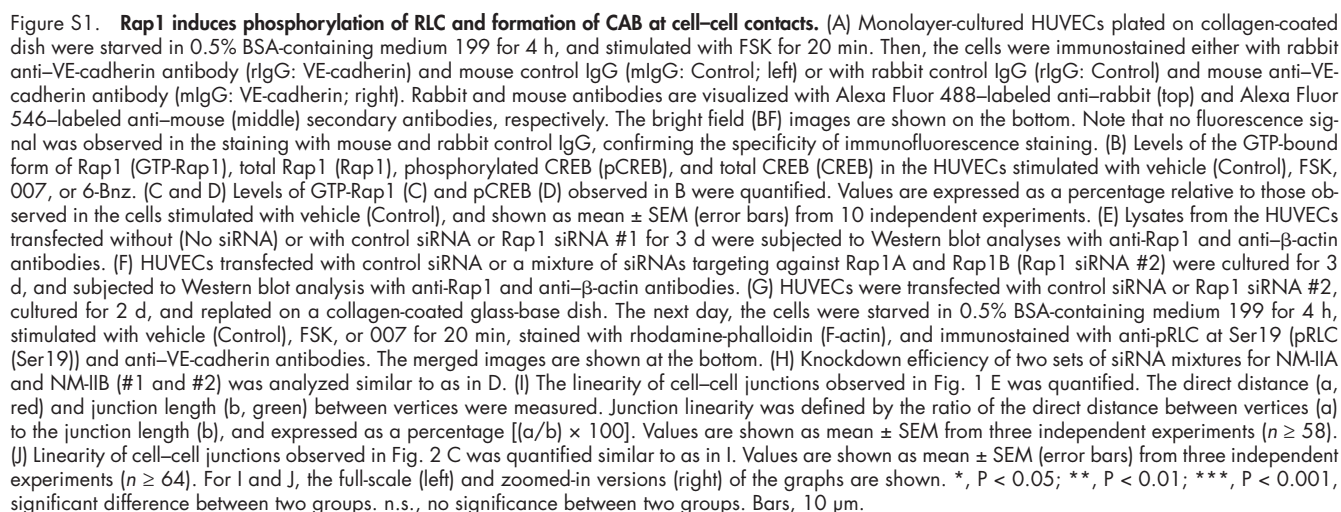 Figure S1. Rap1 induces phosphorylation of RLC and formation of CAB at cell–cell contacts. (A) Monolayer-cultured HUVECs plated on collagen-coated
dish were starved in 0.5% BSA-containing medium 199 for 4 h, and stimulated with FSK for 20 min. Then, the cells were immunostained either with rabbit
anti–VE-cadherin antibody (rIgG: VE-cadherin) and mouse control IgG (mIgG: Control; left) or with rabbit control IgG (rIgG: Control) and mouse anti–VE-
cadherin antibody (mIgG: VE-cadherin; right). Rabbit and mouse antibodies are visualized with Alexa Fluor 488–labeled anti–rabbit (top) and Alexa Fluor
546–labeled anti–mouse (middle) secondary antibodies, respectively. The bright field (BF) images are shown on the bottom. Note that no fluorescence sig-
nal was observed in the staining with mouse and rabbit control IgG, confirming the specificity of immunofluorescence staining. (B) Levels of the GTP-bound
form of Rap1 (GTP-Rap1), total Rap1 (Rap1), phosphorylated CREB (pCREB), and total CREB (CREB) in the HUVECs stimulated with vehicle (Control), FSK,
007, or 6-Bnz. (C and D) Levels of GTP-Rap1 (C) and pCREB (D) observed in B were quantified. Values are expressed as a percentage relative to those ob-
served in the cells stimulated with vehicle (Control), and shown as mean ± SEM (error bars) from 10 independent experiments. (E) Lysates from the HUVECs
transfected without (No siRNA) or with control siRNA or Rap1 siRNA #1 for 3 d were subjected to Western blot analyses with anti-Rap1 and anti–β-actin
antibodies. (F) HUVECs transfected with control siRNA or a mixture of siRNAs targeting against Rap1A and Rap1B (Rap1 siRNA #2) were cultured for 3
d, and subjected to Western blot analysis with anti-Rap1 and anti–β-actin antibodies. (G) HUVECs were transfected with control siRNA or Rap1 siRNA #2,
cultured for 2 d, and replated on a collagen-coated glass-base dish. The next day, the cells were starved in 0.5% BSA-containing medium 199 for 4 h,
stimulated with vehicle (Control), FSK, or 007 for 20 min, stained with rhodamine-phalloidin (F-actin), and immunostained with anti-pRLC at Ser19 (pRLC
(Ser19)) and anti–VE-cadherin antibodies. The merged images are shown at the bottom. (H) Knockdown efficiency of two sets of siRNA mixtures for NM-IIA
and NM-IIB (#1 and #2) was analyzed similar to as in D. (I) The linearity of cell–cell junctions observed in Fig. 1 E was quantified. The direct distance (a,
red) and junction length (b, green) between vertices were measured. Junction linearity was defined by the ratio of the direct distance between vertices (a)
to the junction length (b), and expressed as a percentage [(a/b) × 100]. Values are shown as mean ± SEM from three independent experiments (n ≥ 58).
(J) Linearity of cell–cell junctions observed in Fig. 2 C was quantified similar to as in I. Values are shown as mean ± SEM (error bars) from three independent
experiments (n ≥ 64). For I and J, the full-scale (left) and zoomed-in versions (right) of the graphs are shown. *, P < 0.05; **, P < 0.01; ***, P < 0.001,
significant difference between two groups. n.s., no significance between two groups. Bars, 10 µm.